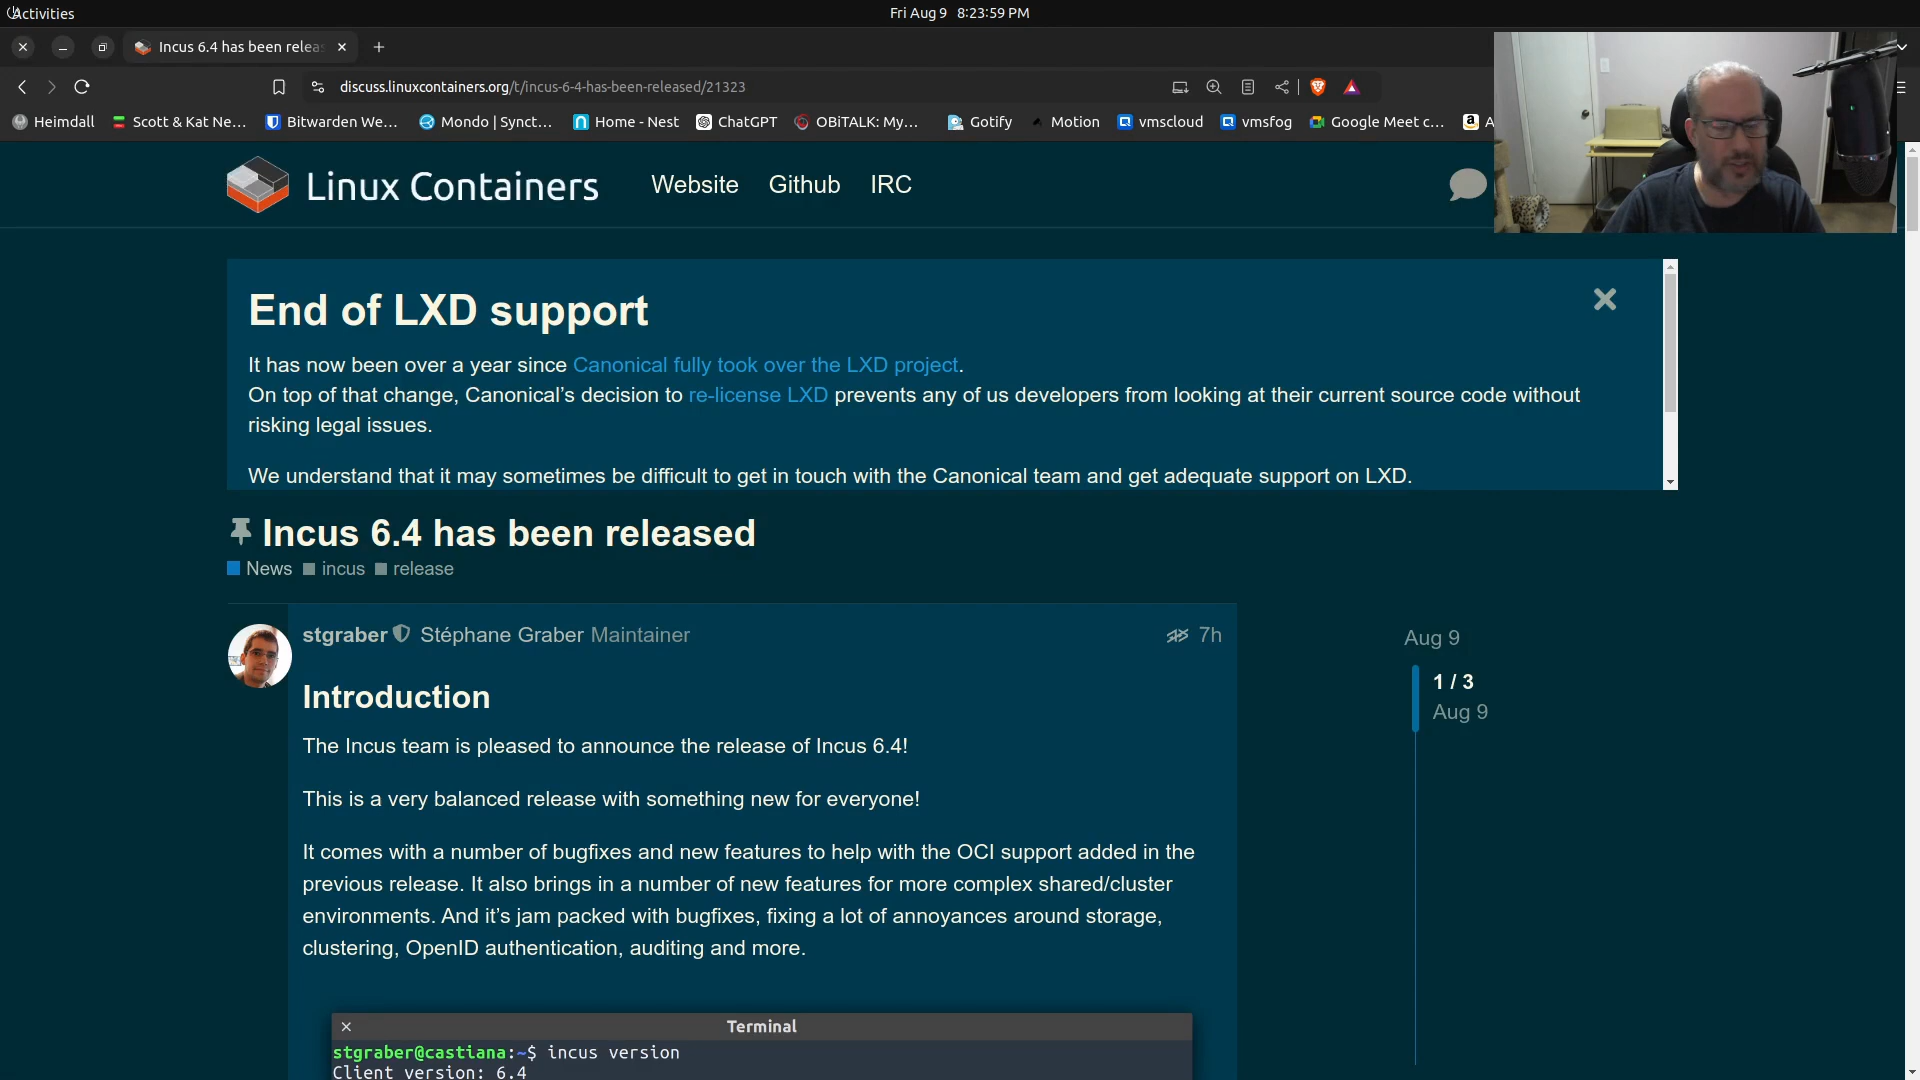 Activities
Fri Aug 9 8:23:59 PM
Incus 6.4 has been relea
discuss.linuxcontainers.org/t/incus-6-4-has-been-released/21323
Heimdall
Scott & Kat Ne...
Bitwarden We...
Mondo | Synct...
Home - Nest
ChatGPT
OBiTALK: My...
Gotify
Motion
vmscloud
vmsfog
Google Meet c...
A
Linux Containers
Website
Github
IRC
End of LXD support
It has now been over a year since Canonical fully took over the LXD project.
On top of that change, Canonical’s decision to re-license LXD prevents any of us developers from looking at their current source code without
risking legal issues.
We understand that it may sometimes be difficult to get in touch with the Canonical team and get adequate support on LXD.
Incus 6.4 has been released
News incus release
stgraber Stéphane Graber Maintainer
7h
Aug 9
1 / 3
Aug 9
Introduction
The Incus team is pleased to announce the release of Incus 6.4!
This is a very balanced release with something new for everyone!
It comes with a number of bugfixes and new features to help with the OCI support added in the
previous release. It also brings in a number of new features for more complex shared/cluster
environments. And it’s jam packed with bugfixes, fixing a lot of annoyances around storage,
clustering, OpenID authentication, auditing and more.
Terminal
stgraber@castiana:~$ incus version
Client version: 6.4